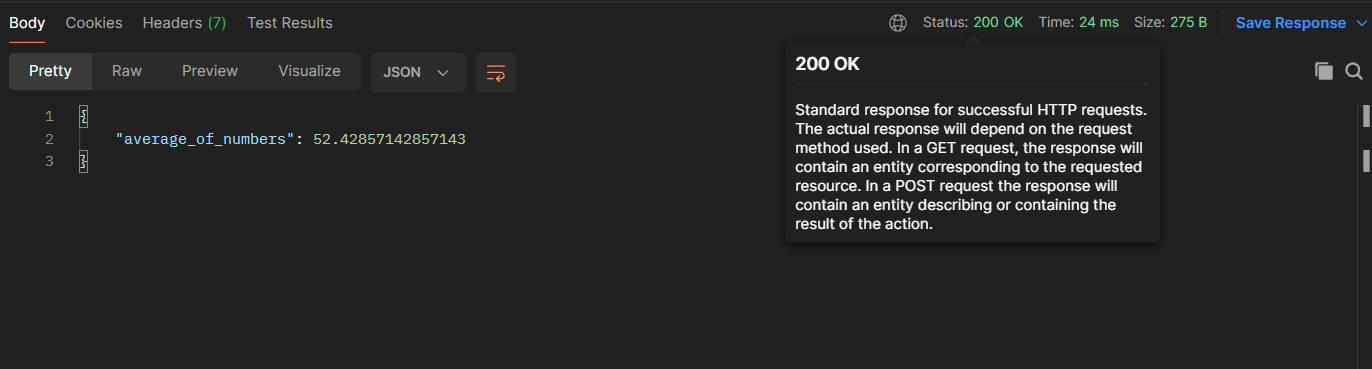 Body Cookies Headers (7) Test Results Status: 200 OK Time: 24 ms Size: 275 B Save Response
Pretty Raw Preview Visualize JSON
200 OK
Standard response for successful HTTP requests.
The actual response will depend on the request
method used. In a GET request, the response will
contain an entity corresponding to the requested
resource. In a POST request the response will
contain an entity describing or containing the
result of the action.
1 {
2 "average_of_numbers": 52.42857142857143
3 }